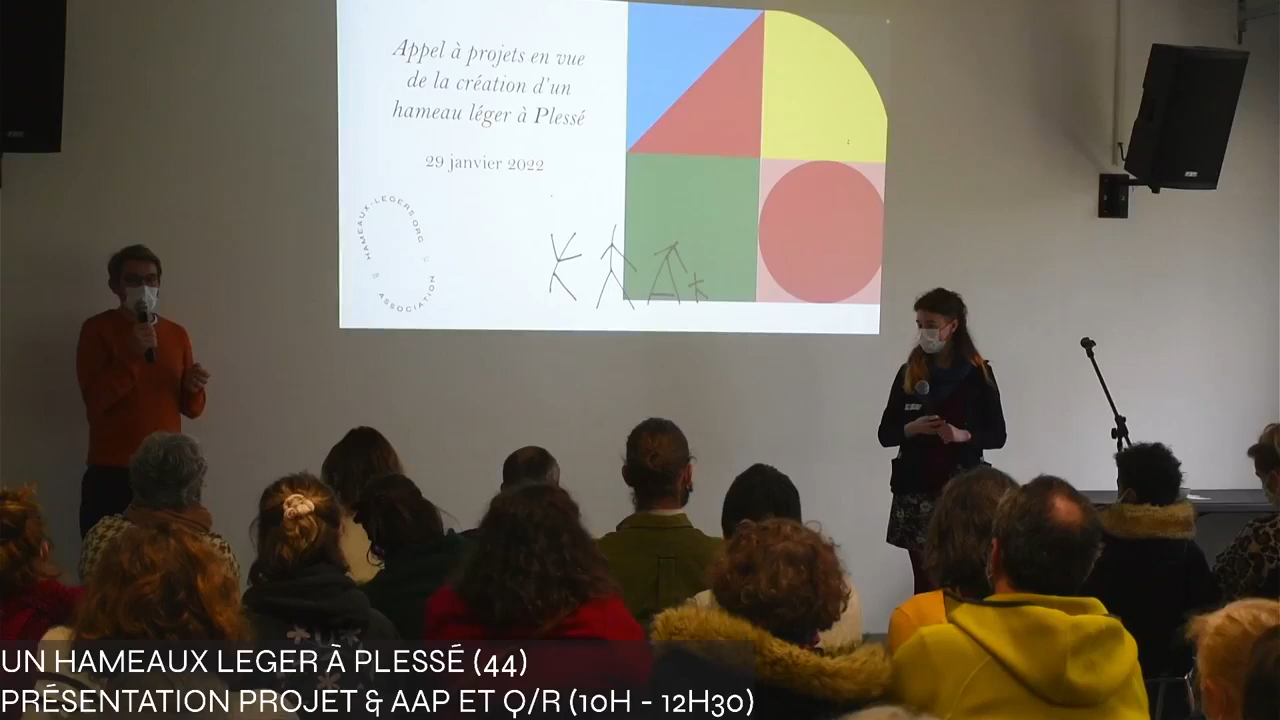 Appel à projets en vue
de la création d'un
hameau léger à Plessé
29 janvier 2022
HAMEAUX-LEGERS.ORG
ASSOCIATION
UN HAMEAUX LEGER À PLESSÉ (44)
PRÉSENTATION PROJET & AAP ET Q/R (10H - 12H30)